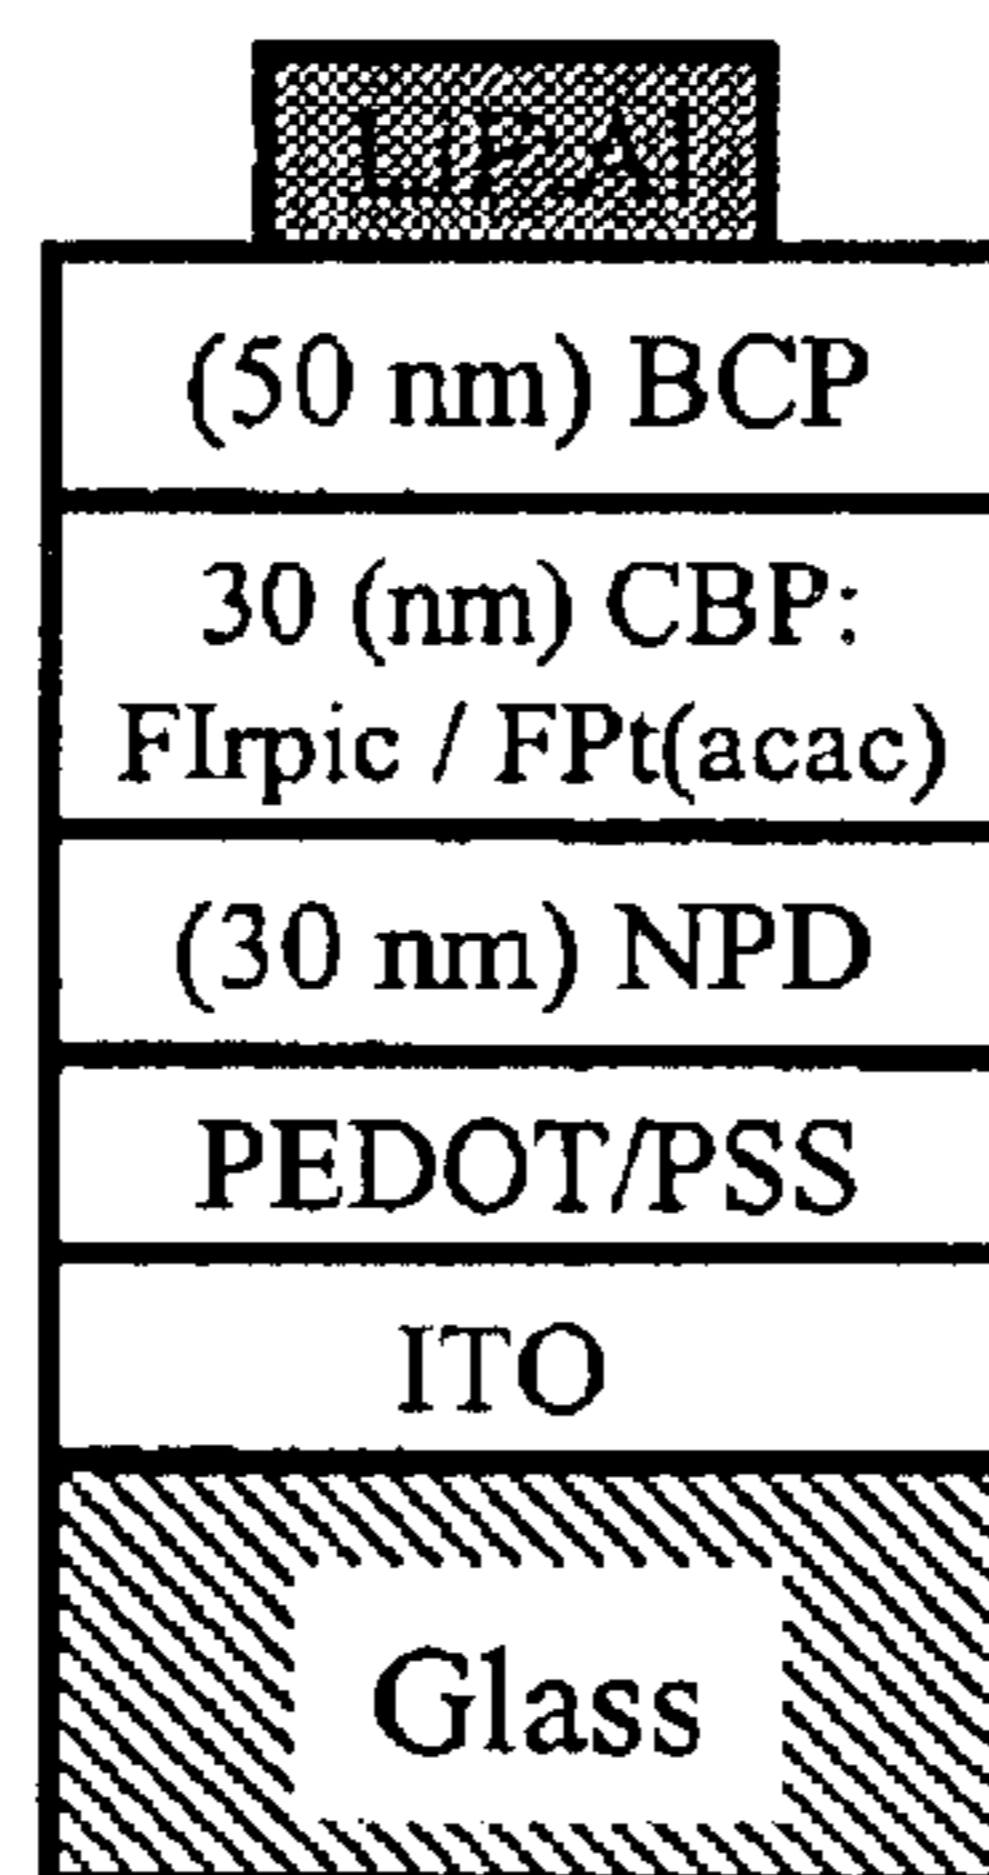 LiF:Al
(50 nm) BCP
30 (nm) CBP:
FIrpic / FPt(acac)
(30 nm) NPD
PEDOT/PSS
ITO
Glass